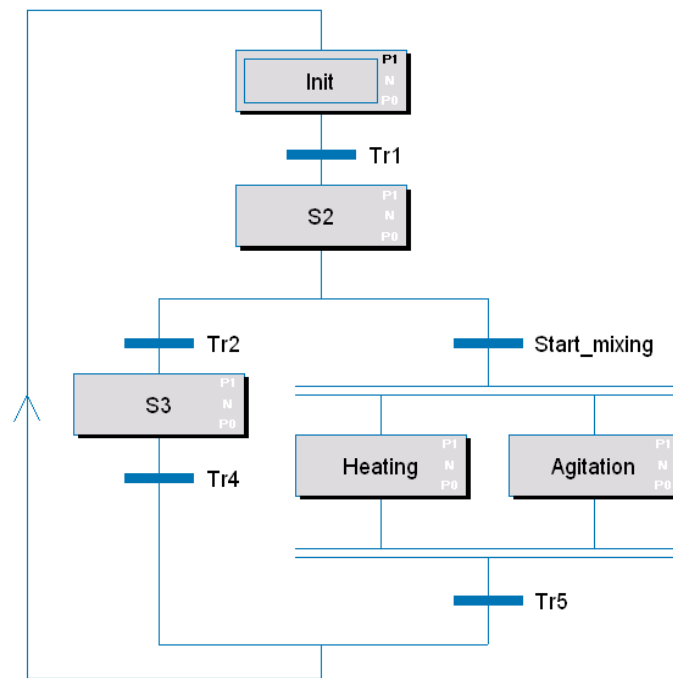 P1
Init
N
P0
Tr1
P1
S2
N
P0
Tr2
Start_mixing
P1
S3
N
P0
P1
Heating
N
P0
P1
Agitation
N
P0
Tr4
Tr5